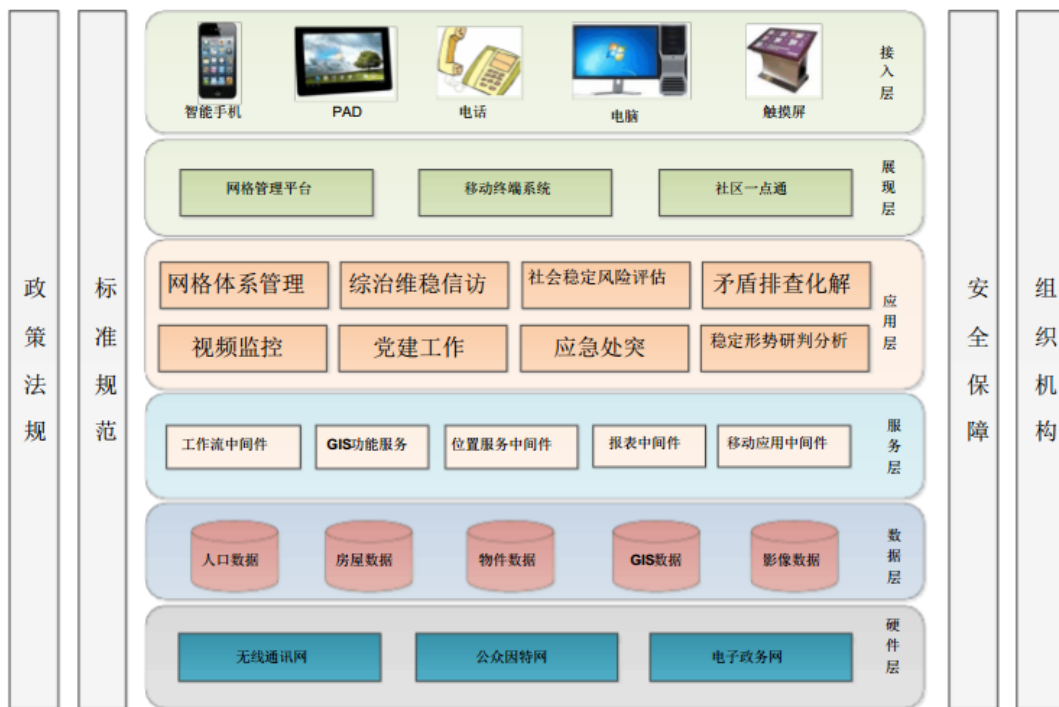 政策法规
标准规范
智能手机
PAD
电话
电脑
触摸屏
接入层
网格管理平台
移动终端系统
社区一点通
展现层
网格体系管理
综治维稳信访
社会稳定风险评估
矛盾排查化解
视频监控
党建工作
应急处突
稳定形势研判分析
应用层
工作流中间件
GIS功能服务
位置服务中间件
报表中间件
移动应用中间件
服务层
人口数据
房屋数据
物件数据
GIS数据
影像数据
数据层
无线通讯网
公众因特网
电子政务网
硬件层
安全保障
组织机构